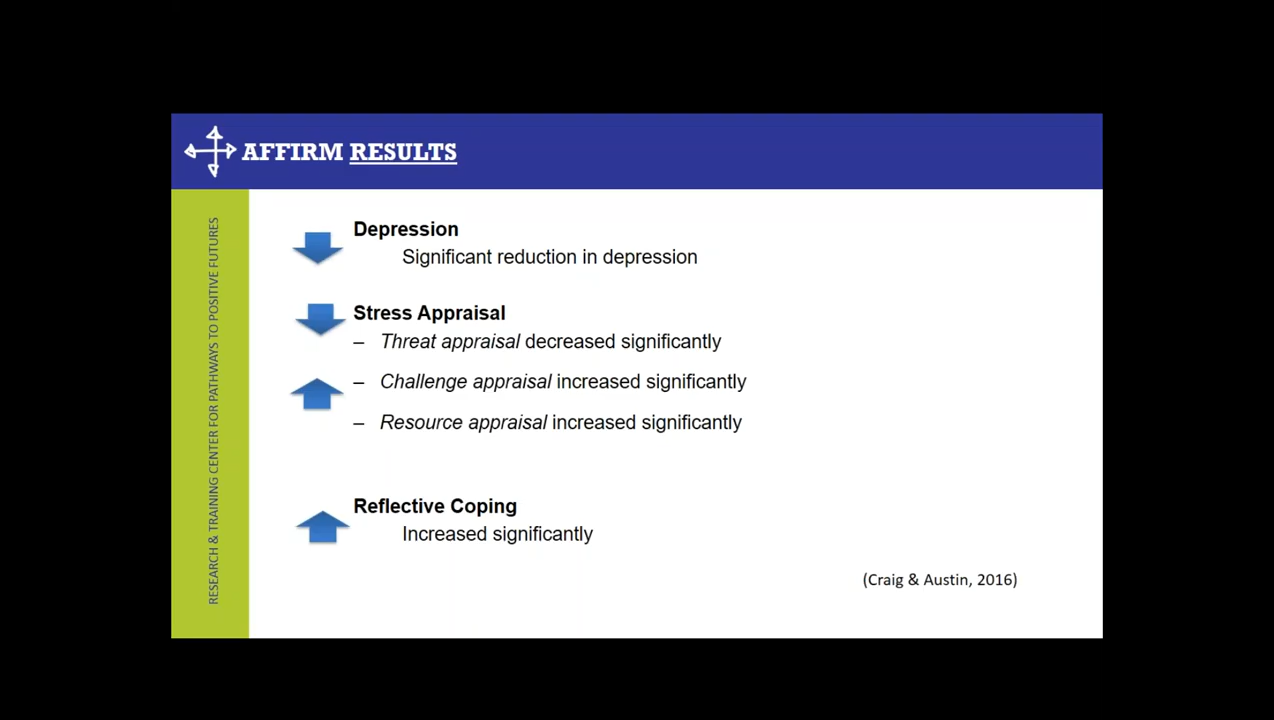 AFFIRM RESULTS
RESEARCH & TRAINING CENTER FOR PATHWAYS TO POSITIVE FUTURES
Depression
Significant reduction in depression
Stress Appraisal
– Threat appraisal decreased significantly
– Challenge appraisal increased significantly
– Resource appraisal increased significantly
Reflective Coping
Increased significantly
(Craig & Austin, 2016)